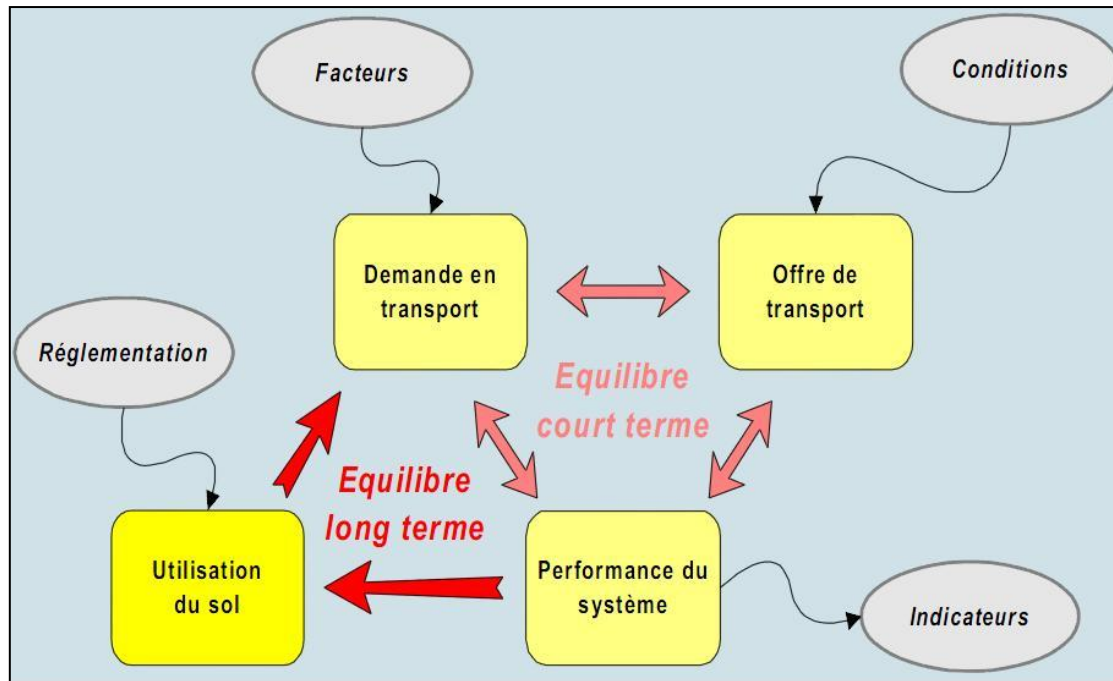 Facteurs
Conditions
Demande en
transport
Offre de
transport
Réglementation
Equilibre
court terme
Equilibre
long terme
Utilisation
du sol
Performance du
système
Indicateurs